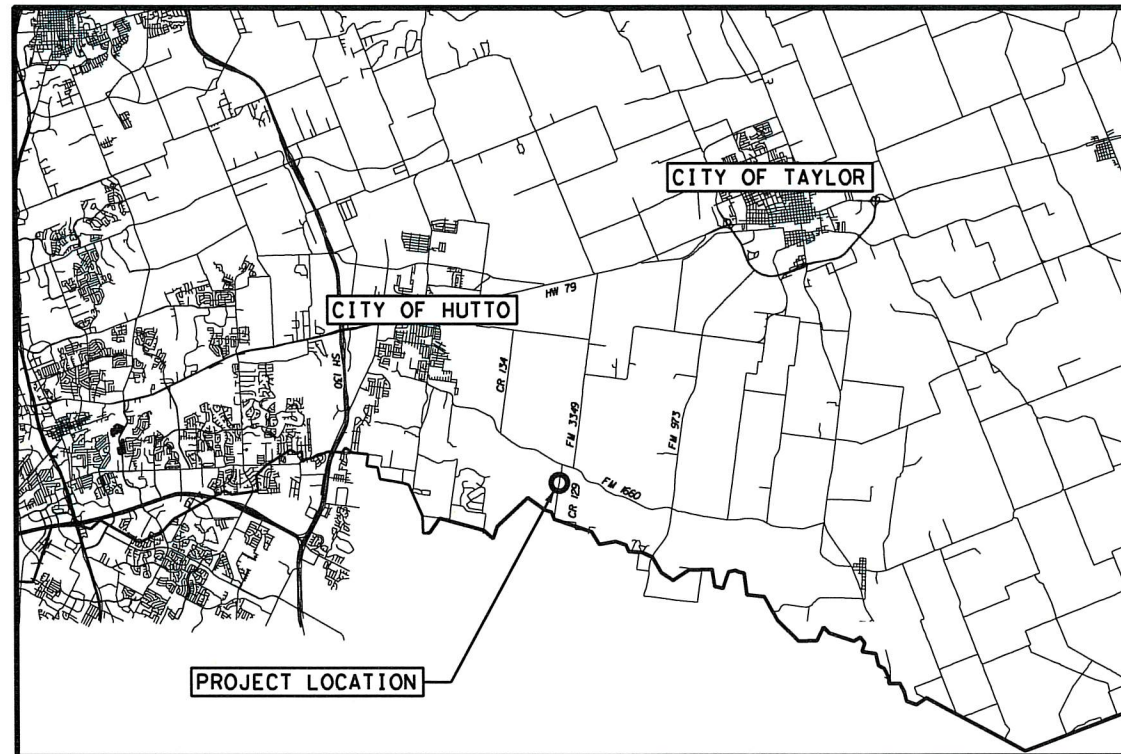 CITY OF TAYLOR
HW 79
CITY OF HUTTO
SH 130
CR 134
FM 3349
FM 973
FM 1660
CR 129
PROJECT LOCATION